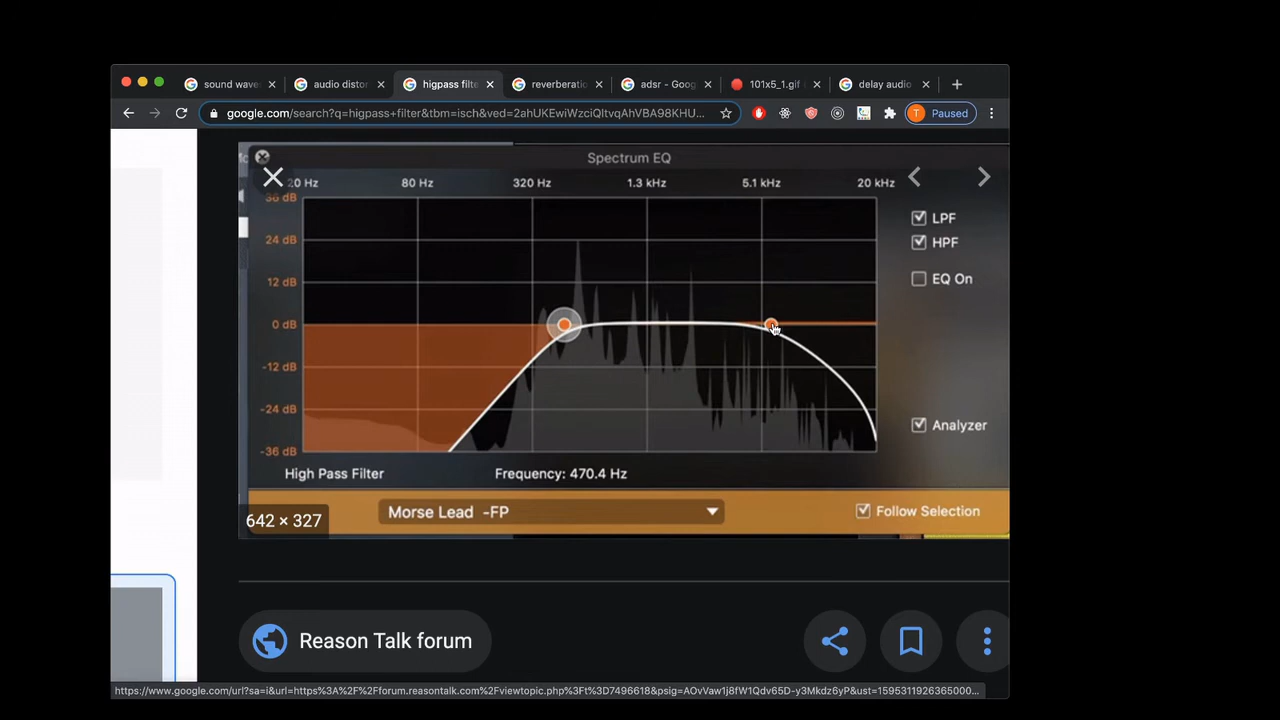 sound wave
audio distor
higpass filte
reverberatio
adsr - Goog
101x5_1.gif
delay audio
google.com/search?q=higpass+filter&tbm=isch&ved=2ahUKEwiWzciQltvqAhVBA98KHU...
T Paused
Spectrum EQ
20 Hz 80 Hz 320 Hz 1.3 kHz 5.1 kHz 20 kHz
36 dB
24 dB
12 dB
0 dB
-12 dB
-24 dB
-36 dB
LPF
HPF
EQ On
Analyzer
High Pass Filter Frequency: 470.4 Hz
Morse Lead -FP
Follow Selection
642 × 327
Reason Talk forum
https://www.google.com/url?sa=i&url=https%3A%2F%2Fforum.reasontalk.com%2Fviewtopic.php%3Ft%3D7496618&psig=AOvVaw1j8fW1Qdv65D-y3Mkdz6yP&ust=1595311926365000...